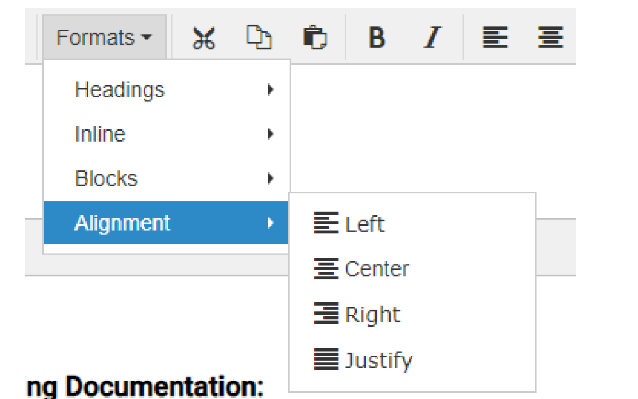 Formats
B I
Headings
Inline
Blocks
Alignment
Left
Center
Right
Justify
ng Documentation: